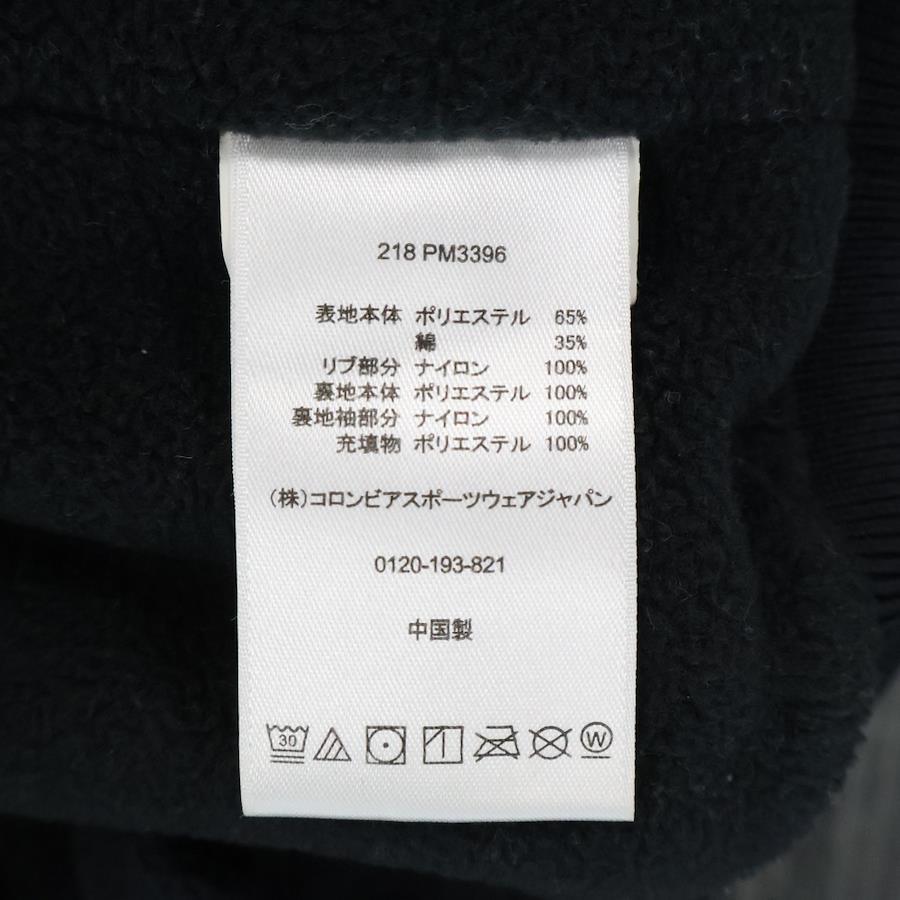 218 PM3396
表地本体 ポリエステル 65%
綿 35%
リブ部分 ナイロン 100%
裏地本体 ポリエステル 100%
裏地袖部分 ナイロン 100%
充填物 ポリエステル 100%
(株)コロンビアスポーツウェアジャパン
0120-193-821
中国製
30 W